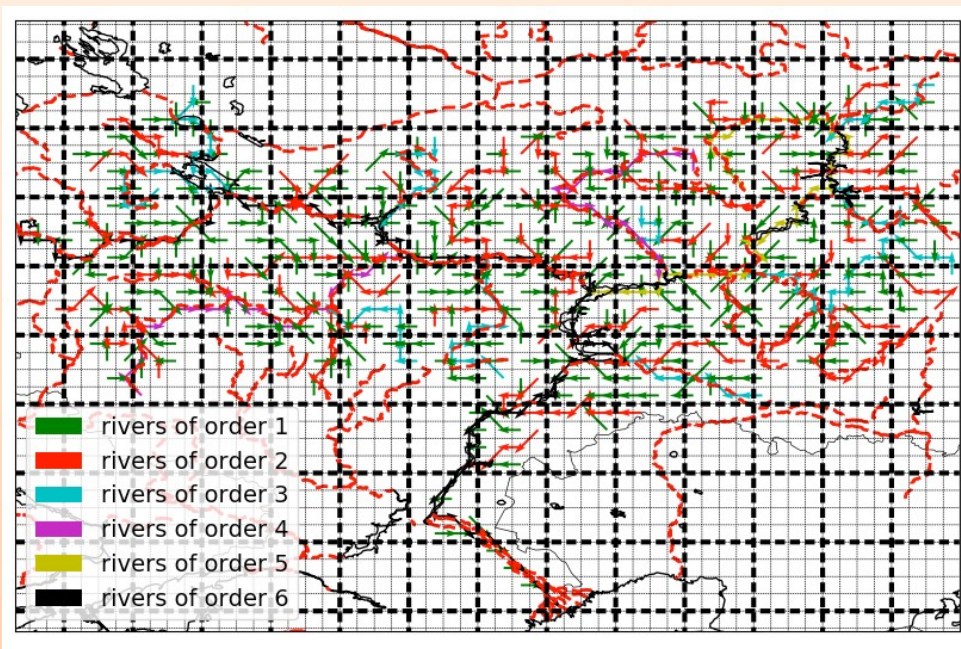 rivers of order 1
rivers of order 2
rivers of order 3
rivers of order 4
rivers of order 5
rivers of order 6